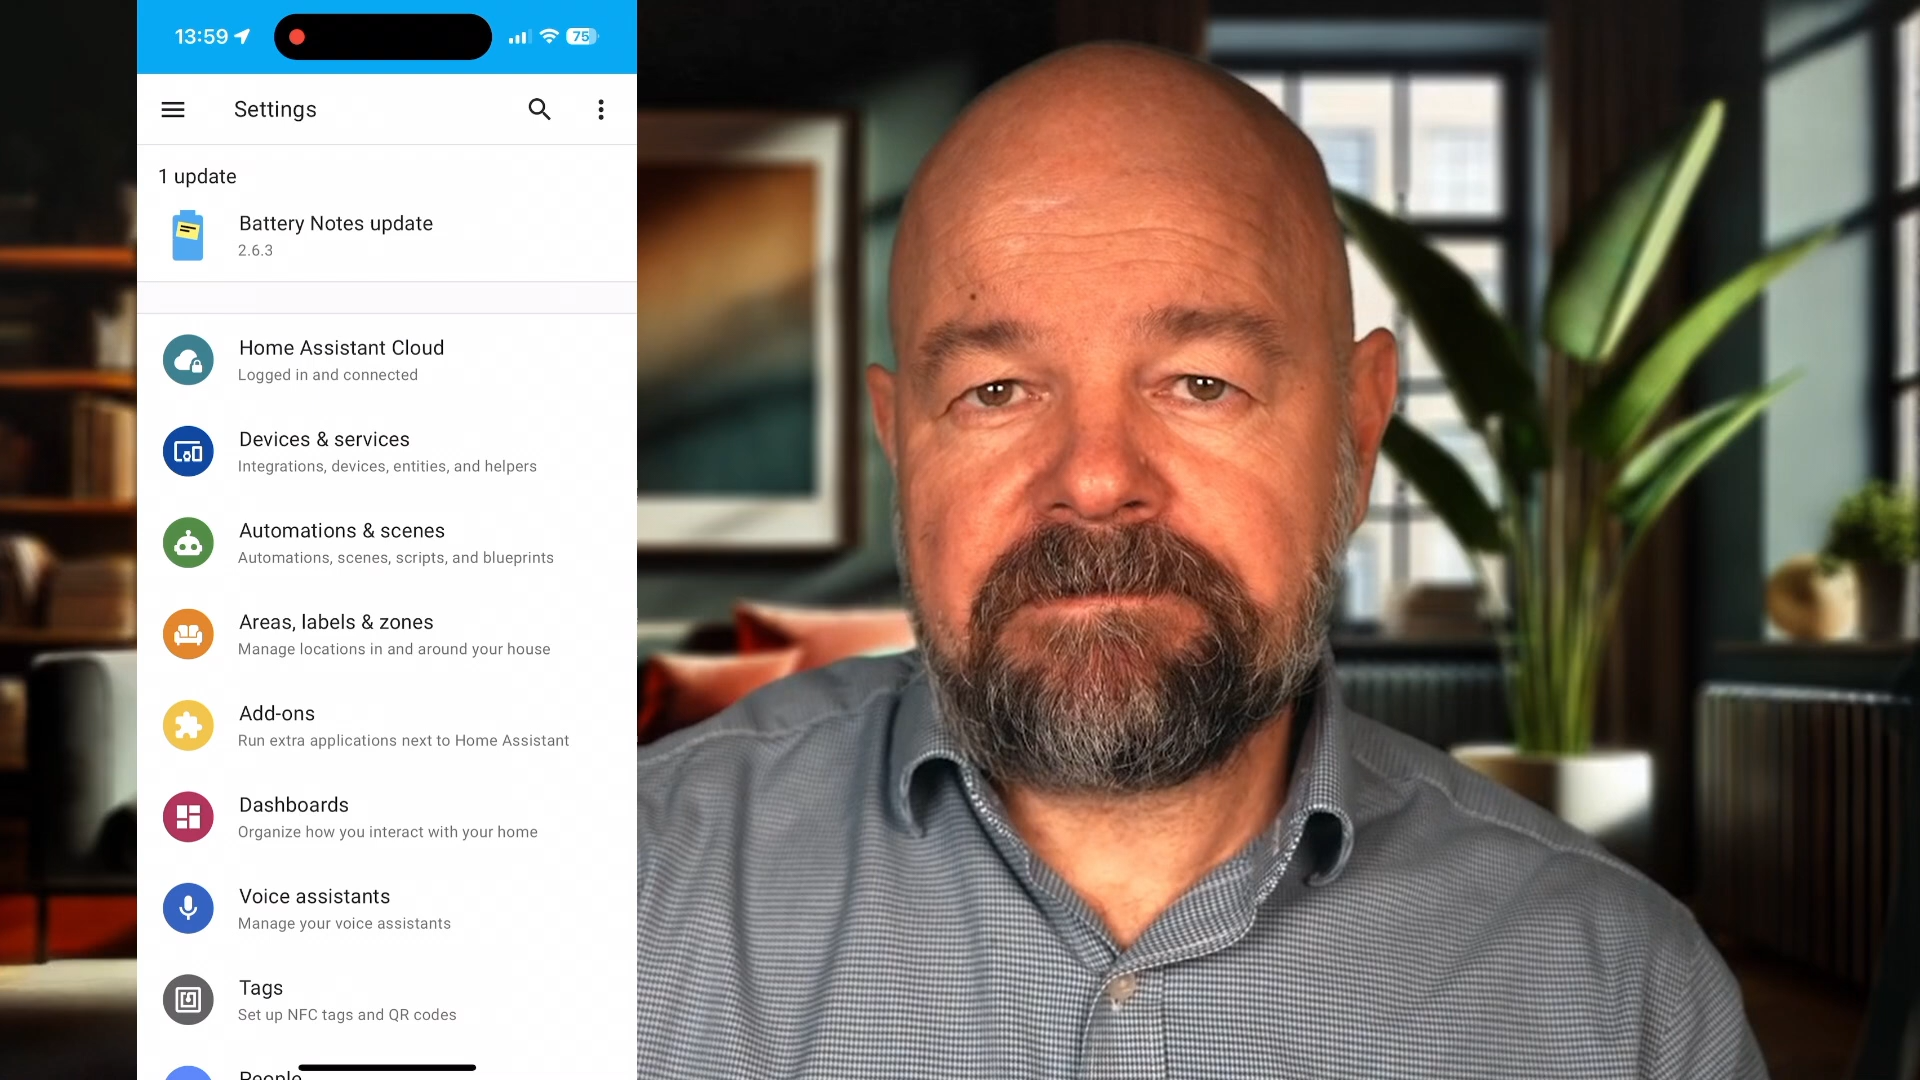 13:59
75
Settings
1 update
Battery Notes update
2.6.3
Home Assistant Cloud
Logged in and connected
Devices & services
Integrations, devices, entities, and helpers
Automations & scenes
Automations, scenes, scripts, and blueprints
Areas, labels & zones
Manage locations in and around your house
Add-ons
Run extra applications next to Home Assistant
Dashboards
Organize how you interact with your home
Voice assistants
Manage your voice assistants
Tags
Set up NFC tags and QR codes
People